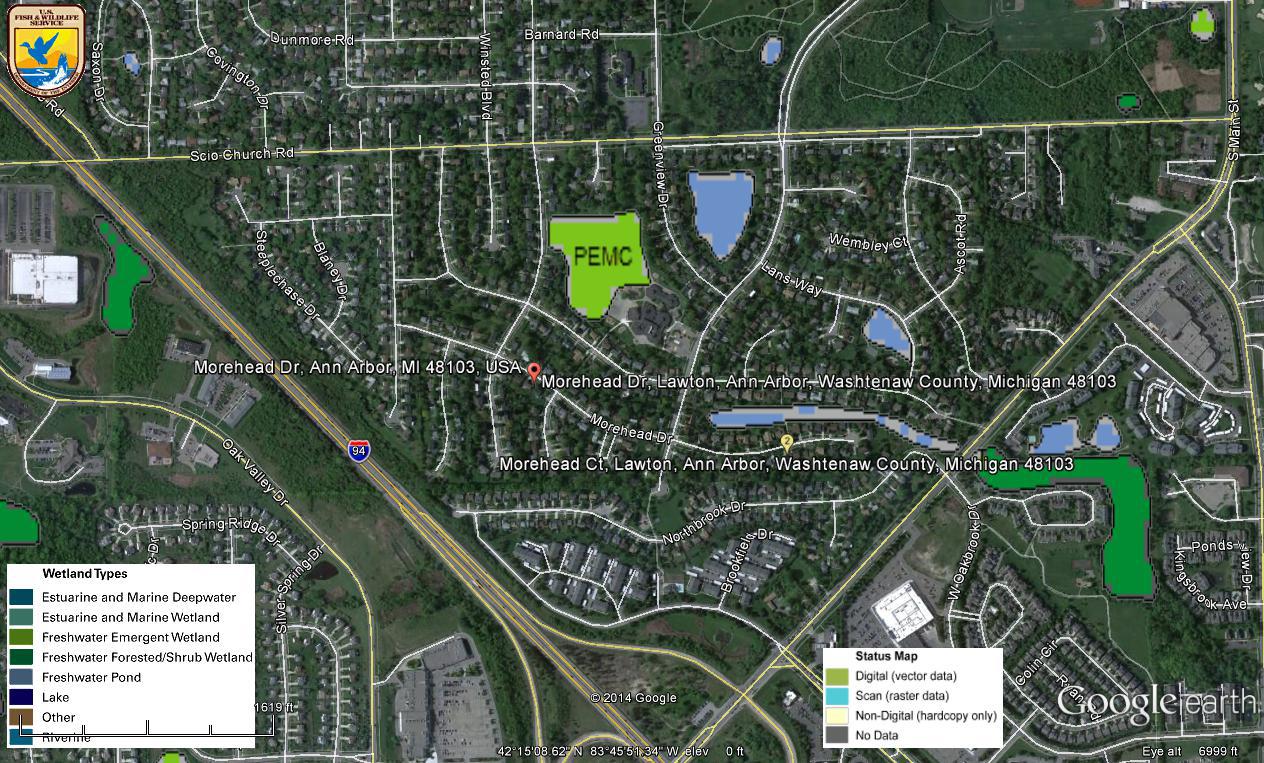 U.S.
FISH & WILDLIFE
SERVICE
Saxon Dr
Covington Dr
Dunmore Rd
Winsted Blvd
Barnard Rd
Rd
Scio Church Rd
Greenview Dr
S Main St
Steeplechase Dr
Blaney Dr
PEMC
Wembley Ct
Ascot Rd
Lans Way
Morehead Dr, Ann Arbor, MI 48103, USA
Morehead Dr, Lawton, Ann Arbor, Washtenaw County, Michigan 48103
Morehead Dr
2
Morehead Ct, Lawton, Ann Arbor, Washtenaw County, Michigan 48103
94
Oak Valley Dr
Northbrook Dr
Brookfield Dr
W Oakbrook Dr
Spring Ridge Dr
Silver Spring Dr
Ponds View Dr
Kingsbrook Ave
Colin Cir
Ryan Rd
Wetland Types
Estuarine and Marine Deepwater
Estuarine and Marine Wetland
Freshwater Emergent Wetland
Freshwater Forested/Shrub Wetland
Freshwater Pond
Lake
Other
Riverine
1619 ft
Status Map
Digital (vector data)
Scan (raster data)
Non-Digital (hardcopy only)
No Data
© 2014 Google
Google earth
42°15'08.62" N 83°45'51.34" W elev 0 ft
Eye alt 6999 ft